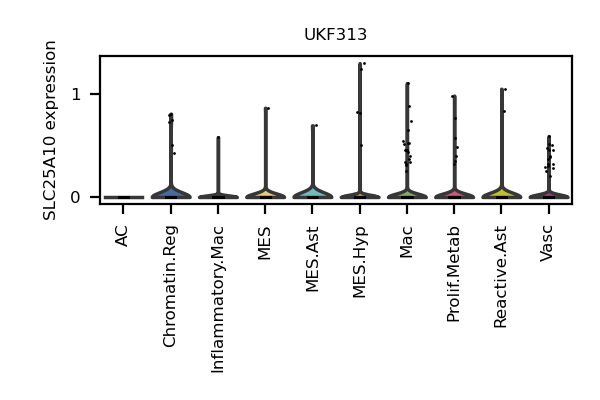 UKF313
SLC25A10 expression
1
0
AC
Chromatin.Reg
Inflammatory.Mac
MES
MES.Ast
MES.Hyp
Mac
Prolif.Metab
Reactive.Ast
Vasc